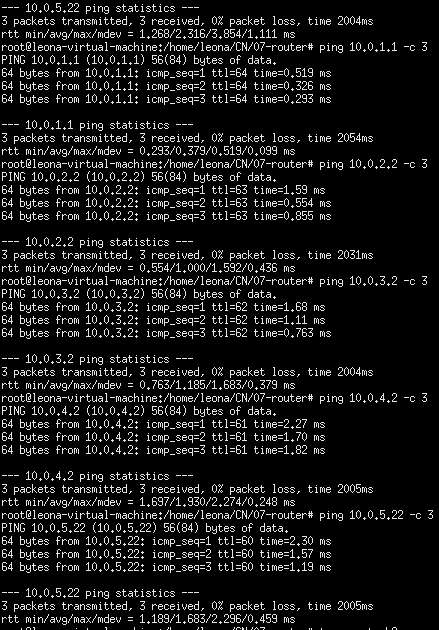 --- 10.0.5.22 ping statistics ---
3 packets transmitted, 3 received, 0% packet loss, time 2004ms
rtt min/avg/max/mdev = 1.268/2.316/3.854/1.111 ms
root@leona-virtual-machine:/home/leona/CN/07-router# ping 10.0.1.1 -c 3
PING 10.0.1.1 (10.0.1.1) 56(84) bytes of data.
64 bytes from 10.0.1.1: icmp_seq=1 ttl=64 time=0.519 ms
64 bytes from 10.0.1.1: icmp_seq=2 ttl=64 time=0.326 ms
64 bytes from 10.0.1.1: icmp_seq=3 ttl=64 time=0.293 ms
--- 10.0.1.1 ping statistics ---
3 packets transmitted, 3 received, 0% packet loss, time 2054ms
rtt min/avg/max/mdev = 0.293/0.379/0.519/0.099 ms
root@leona-virtual-machine:/home/leona/CN/07-router# ping 10.0.2.2 -c 3
PING 10.0.2.2 (10.0.2.2) 56(84) bytes of data.
64 bytes from 10.0.2.2: icmp_seq=1 ttl=63 time=1.59 ms
64 bytes from 10.0.2.2: icmp_seq=2 ttl=63 time=0.554 ms
64 bytes from 10.0.2.2: icmp_seq=3 ttl=63 time=0.855 ms
--- 10.0.2.2 ping statistics ---
3 packets transmitted, 3 received, 0% packet loss, time 2031ms
rtt min/avg/max/mdev = 0.554/1.000/1.592/0.436 ms
root@leona-virtual-machine:/home/leona/CN/07-router# ping 10.0.3.2 -c 3
PING 10.0.3.2 (10.0.3.2) 56(84) bytes of data.
64 bytes from 10.0.3.2: icmp_seq=1 ttl=62 time=1.68 ms
64 bytes from 10.0.3.2: icmp_seq=2 ttl=62 time=1.11 ms
64 bytes from 10.0.3.2: icmp_seq=3 ttl=62 time=0.763 ms
--- 10.0.3.2 ping statistics ---
3 packets transmitted, 3 received, 0% packet loss, time 2004ms
rtt min/avg/max/mdev = 0.763/1.185/1.683/0.379 ms
root@leona-virtual-machine:/home/leona/CN/07-router# ping 10.0.4.2 -c 3
PING 10.0.4.2 (10.0.4.2) 56(84) bytes of data.
64 bytes from 10.0.4.2: icmp_seq=1 ttl=61 time=2.27 ms
64 bytes from 10.0.4.2: icmp_seq=2 ttl=61 time=1.70 ms
64 bytes from 10.0.4.2: icmp_seq=3 ttl=61 time=1.82 ms
--- 10.0.4.2 ping statistics ---
3 packets transmitted, 3 received, 0% packet loss, time 2005ms
rtt min/avg/max/mdev = 1.697/1.930/2.274/0.248 ms
root@leona-virtual-machine:/home/leona/CN/07-router# ping 10.0.5.22 -c 3
PING 10.0.5.22 (10.0.5.22) 56(84) bytes of data.
64 bytes from 10.0.5.22: icmp_seq=1 ttl=60 time=2.30 ms
64 bytes from 10.0.5.22: icmp_seq=2 ttl=60 time=1.57 ms
64 bytes from 10.0.5.22: icmp_seq=3 ttl=60 time=1.19 ms
--- 10.0.5.22 ping statistics ---
3 packets transmitted, 3 received, 0% packet loss, time 2005ms
rtt min/avg/max/mdev = 1.189/1.683/2.296/0.459 ms